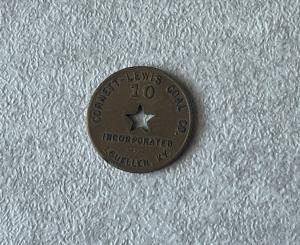 CORNETT-LEWIS COAL CO.
10
INCORPORATED
LOUELLEN, KY.